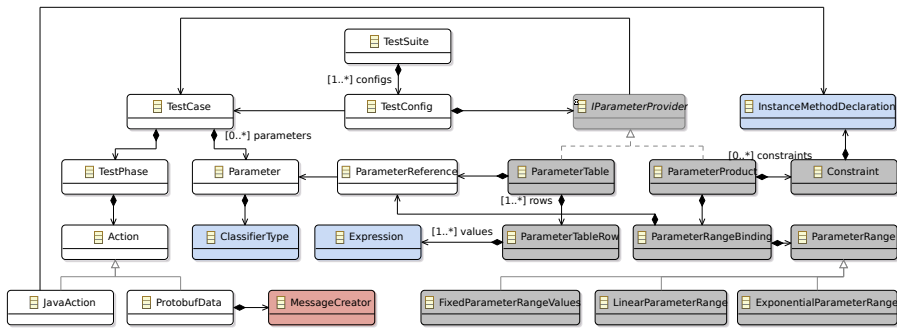 TestSuite
[1..*] configs
TestCase
TestConfig
IParameterProvider
InstanceMethodDeclaration
[0..*] parameters
[0..*] constraints
TestPhase
Parameter
ParameterReference
ParameterTable
ParameterProduct
Constraint
[1..*] rows
Action
ClassifierType
Expression
[1..*] values
ParameterTableRow
ParameterRangeBinding
ParameterRange
JavaAction
ProtobufData
MessageCreator
FixedParameterRangeValues
LinearParameterRange
ExponentialParameterRange